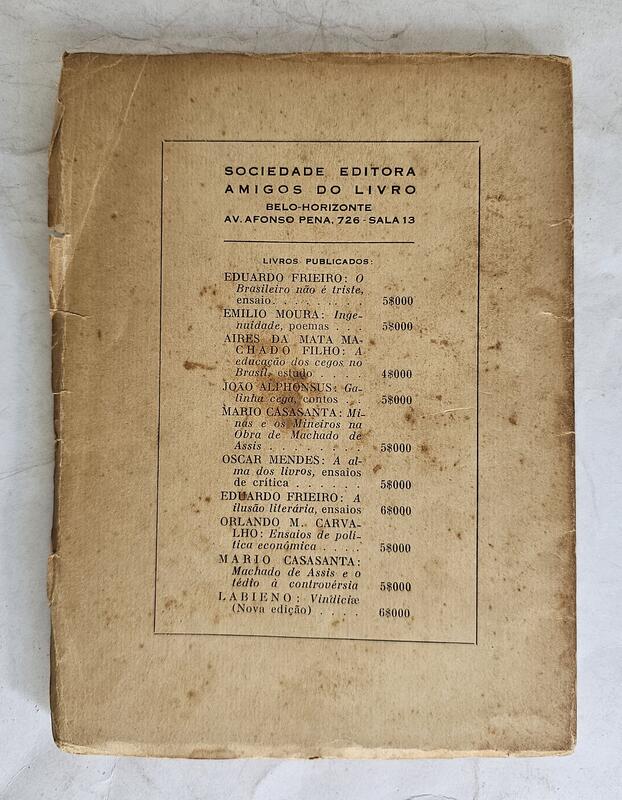 SOCIEDADE EDITORA
AMIGOS DO LIVRO
BELO-HORIZONTE
AV. AFONSO PENA, 726 - SALA 13
LIVROS PUBLICADOS:
EDUARDO FRIEIRO: O
Brasileiro não é triste,
ensaio. . . . . . . . . 5$000
EMILIO MOURA: Inge-
nuidade, poemas . . . 5$000
AIRES DA MATA MA-
CHADO FILHO: A
educação dos cegos no
Brasil, estudo . . . . 4$000
JOÃO ALPHONSUS: Ga-
linha cega, contos . . 5$000
MARIO CASASANTA: Mi-
nas e os Mineiros na
Obra de Machado de
Assis . . . . . . . . 5$000
OSCAR MENDES: A al-
ma dos livros, ensaios
de crítica . . . . . . 5$000
EDUARDO FRIEIRO: A
ilusão literária, ensaios 6$000
ORLANDO M. CARVA-
LHO: Ensaios de polí-
tica econômica . . . . 5$000
MARIO CASASANTA:
Machado de Assis e o
tédio à controvérsia 5$000
LABIENO: Vindiciæ
(Nova edição) . . . . 6$000